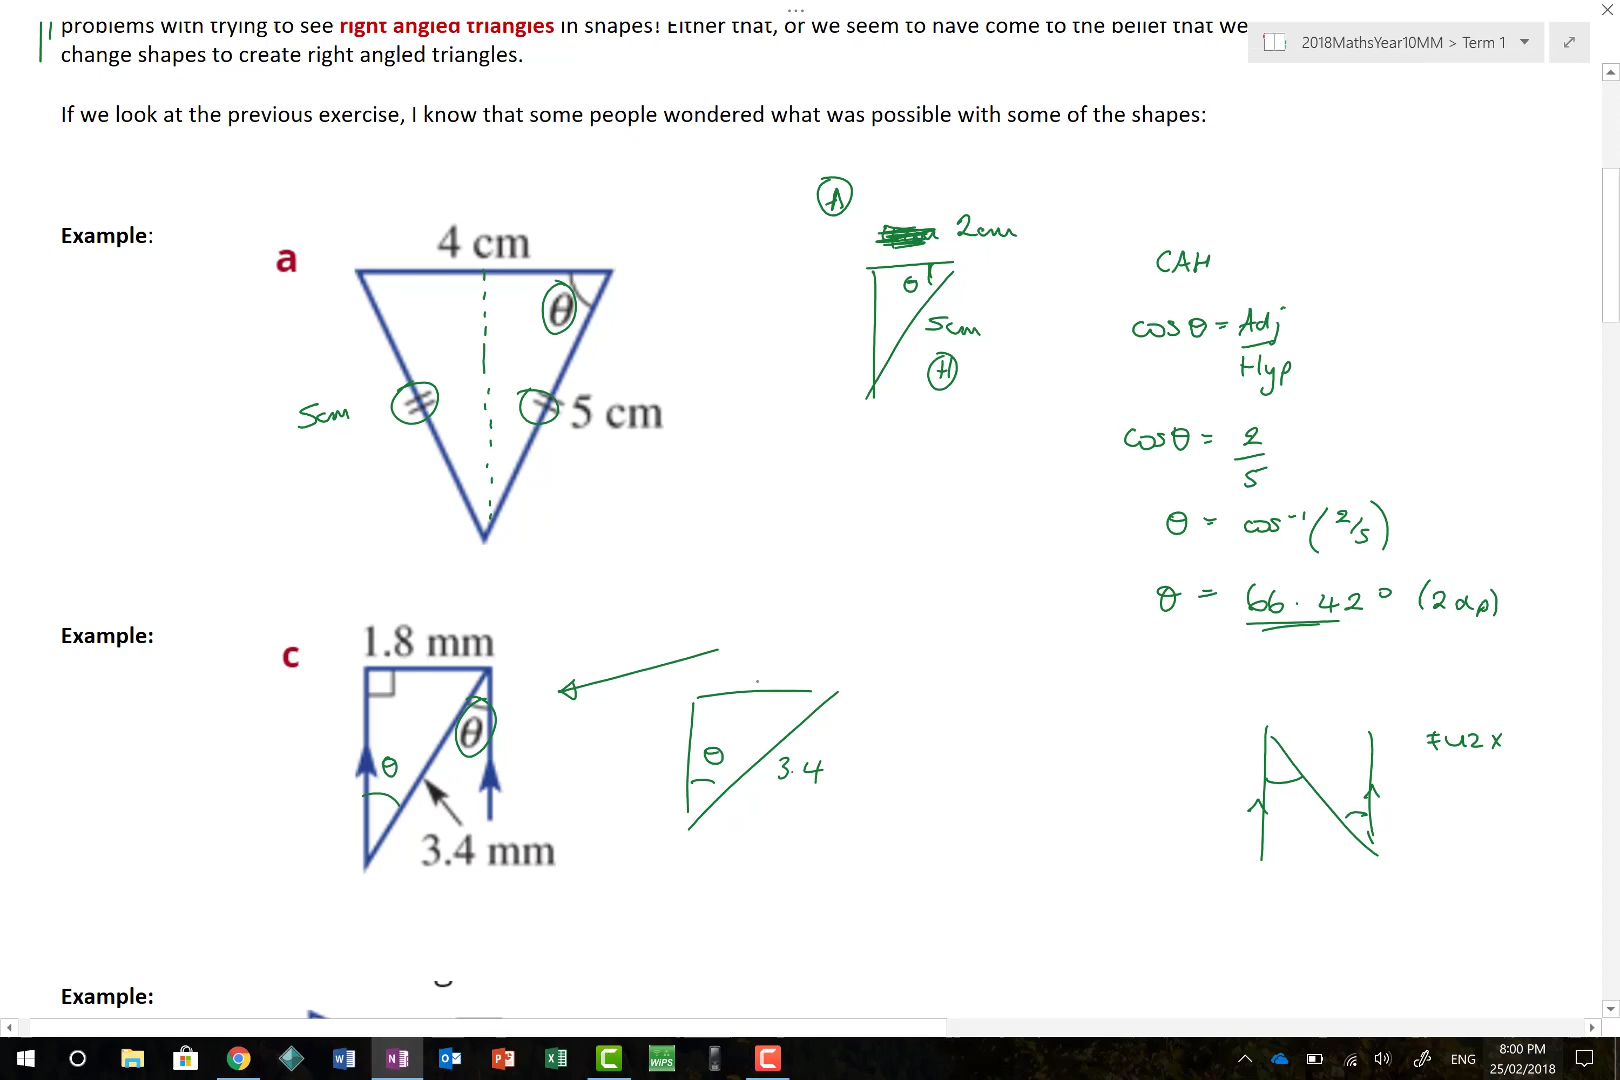 problems with trying to see right angled triangles in shapes! Either that, or we seem to have come to the belief that we
change shapes to create right angled triangles.
2018MathsYear10MM > Term 1
If we look at the previous exercise, I know that some people wondered what was possible with some of the shapes:
Example:
a
4 cm
θ
5cm
5 cm
A
2cm
θ
5cm
H
CAH
cos θ = Adj
Hyp
cos θ = 2
5
θ = cos⁻¹(2/5)
θ = 66.42° (2dp)
Example:
c
1.8 mm
θ
θ
3.4 mm
θ
3.4
Example:
ENG
8:00 PM
25/02/2018
WIPS